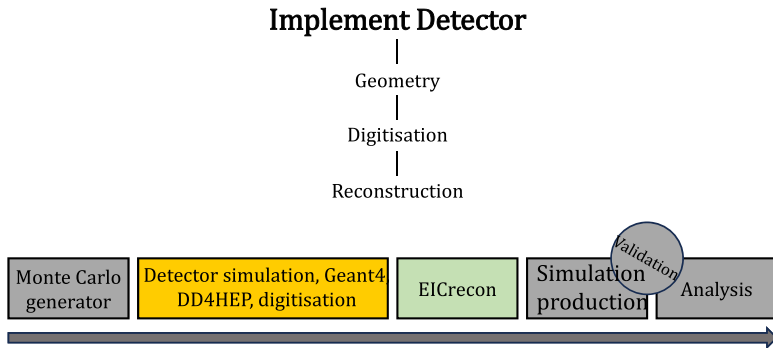 Implement Detector
Geometry
Digitisation
Reconstruction
Validation
Monte Carlo
generator
Detector simulation, Geant4,
DD4HEP, digitisation
EICrecon
Simulation
production
Analysis